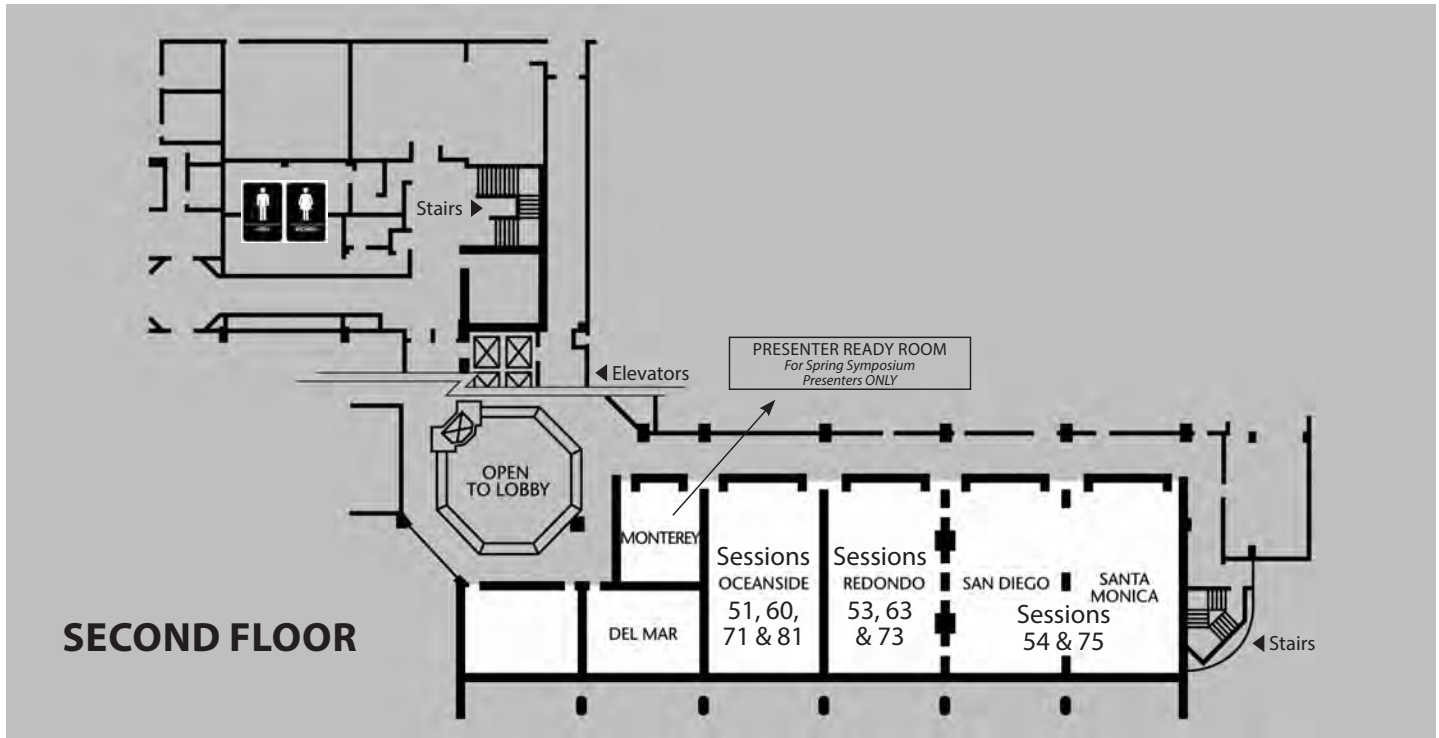 Stairs
PRESENTER READY ROOM
For Spring Symposium
Presenters ONLY
Elevators
OPEN
TO LOBBY
MONTEREY
Sessions
OCEANSIDE
51, 60,
71 & 81
Sessions
REDONDO
53, 63
& 73
SAN DIEGO
SANTA
MONICA
Sessions
54 & 75
DEL MAR
SECOND FLOOR
Stairs